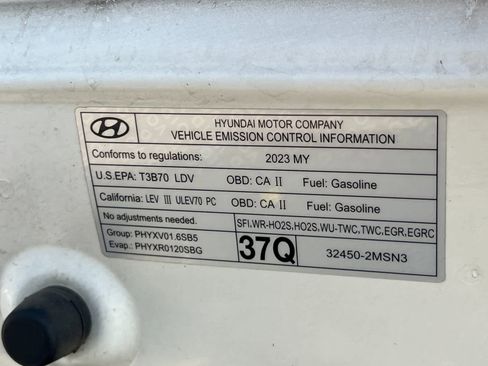 HYUNDAI MOTOR COMPANY
VEHICLE EMISSION CONTROL INFORMATION
Conforms to regulations: 2023 MY
U.S.EPA: T3B70 LDV OBD: CA II Fuel: Gasoline
California: LEV III ULEV70 PC OBD: CA II Fuel: Gasoline
No adjustments needed. SFI,WR-HO2S,HO2S,WU-TWC,TWC,EGR,EGRC
Group: PHYXV01.6SB5
Evap.: PHYXR0120SBG
37Q 32450-2MSN3